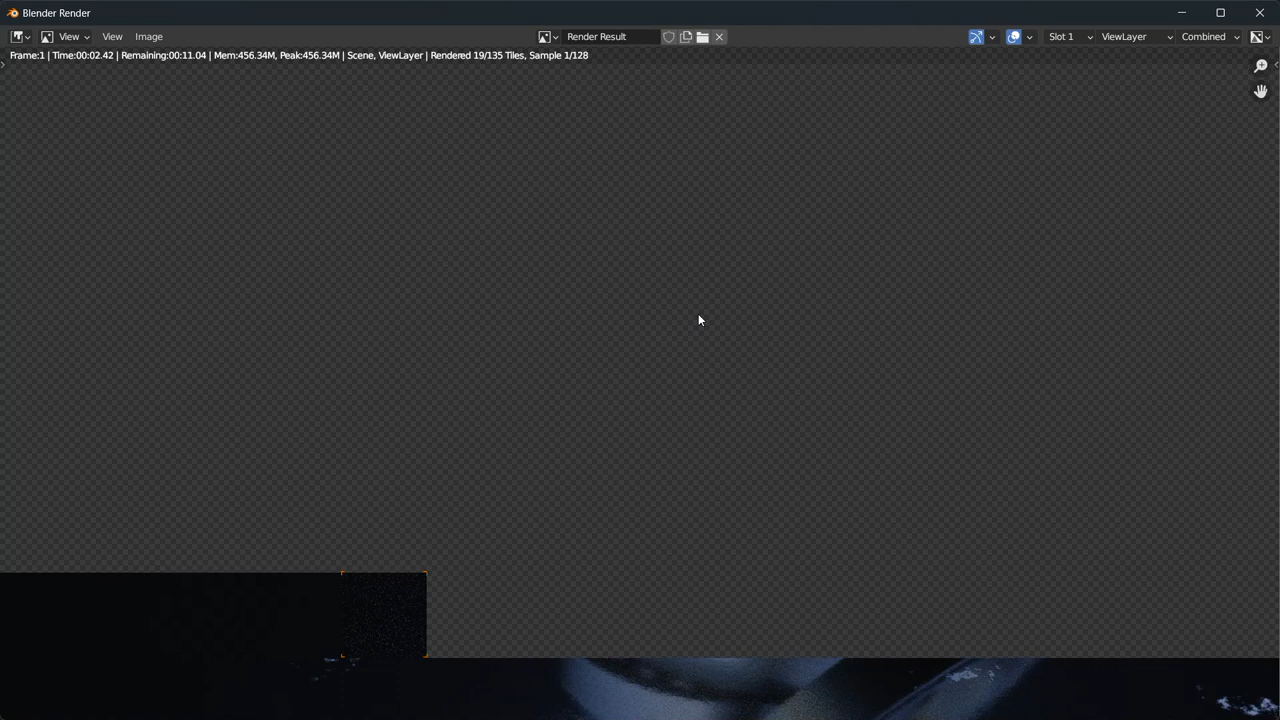 Blender Render
View View Image Render Result Slot 1 ViewLayer Combined
Frame:1 | Time:00:02.42 | Remaining:00:11.04 | Mem:456.34M, Peak:456.34M | Scene, ViewLayer | Rendered 19/135 Tiles, Sample 1/128